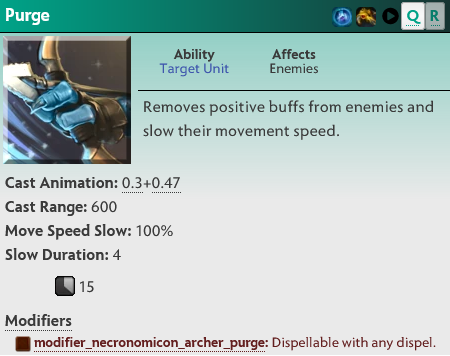 Purge
Q R
Ability
Target Unit
Affects
Enemies
Removes positive buffs from enemies and
slow their movement speed.
Cast Animation: 0.3+0.47
Cast Range: 600
Move Speed Slow: 100%
Slow Duration: 4
15
Modifiers
modifier_necronomicon_archer_purge: Dispellable with any dispel.